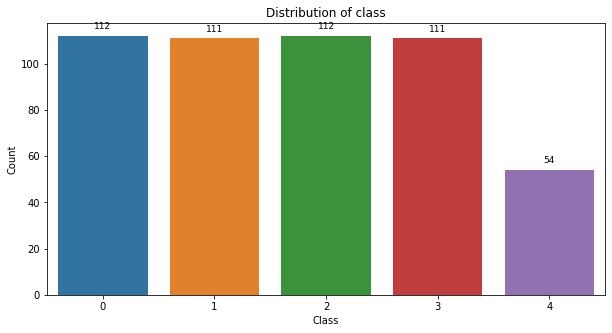 Distribution of class
112
111
112
111
54
100
80
60
40
20
0
Count
0 1 2 3 4
Class